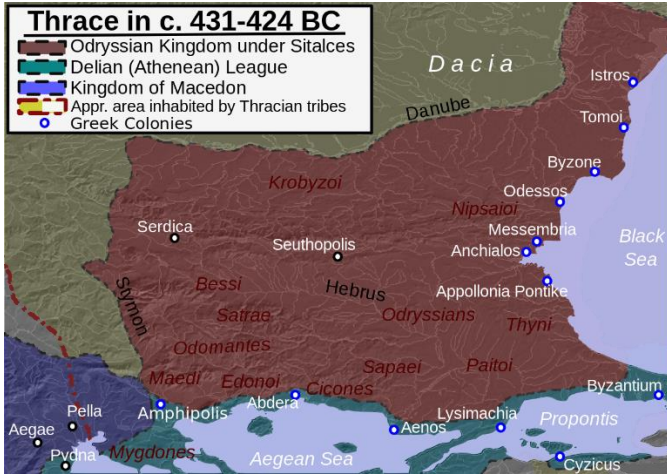 Thrace in c. 431-424 BC
Odryssian Kingdom under Sitalces
Delian (Athenean) League
Kingdom of Macedon
Appr. area inhabited by Thracian tribes
Greek Colonies
Dacia
Istros
Danube
Tomoi
Byzone
Krobyzoi
Odessos
Nipsaioi
Serdica
Messembria
Black
Seuthopolis
Anchialos
Sea
Bessi
Hebrus
Appollonia Pontike
Strymon
Satrae
Odryssians
Thyni
Odomantes
Sapaei
Paitoi
Maedi
Edonoi
Cicones
Byzantium
Abdera
Pella
Amphipolis
Lysimachia
Propontis
Aegae
Aenos
Mygdones
Aegean Sea
Pydna
Cyzicus